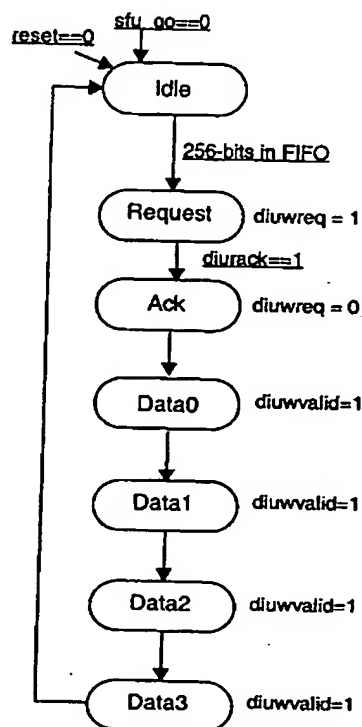 sfu_go==0
reset==0
Idle
256-bits in FIFO
Request
diuwreq = 1
diurack==1
Ack
diuwreq = 0
Data0
diuwvalid=1
Data1
diuwvalid=1
Data2
diuwvalid=1
Data3
diuwvalid=1